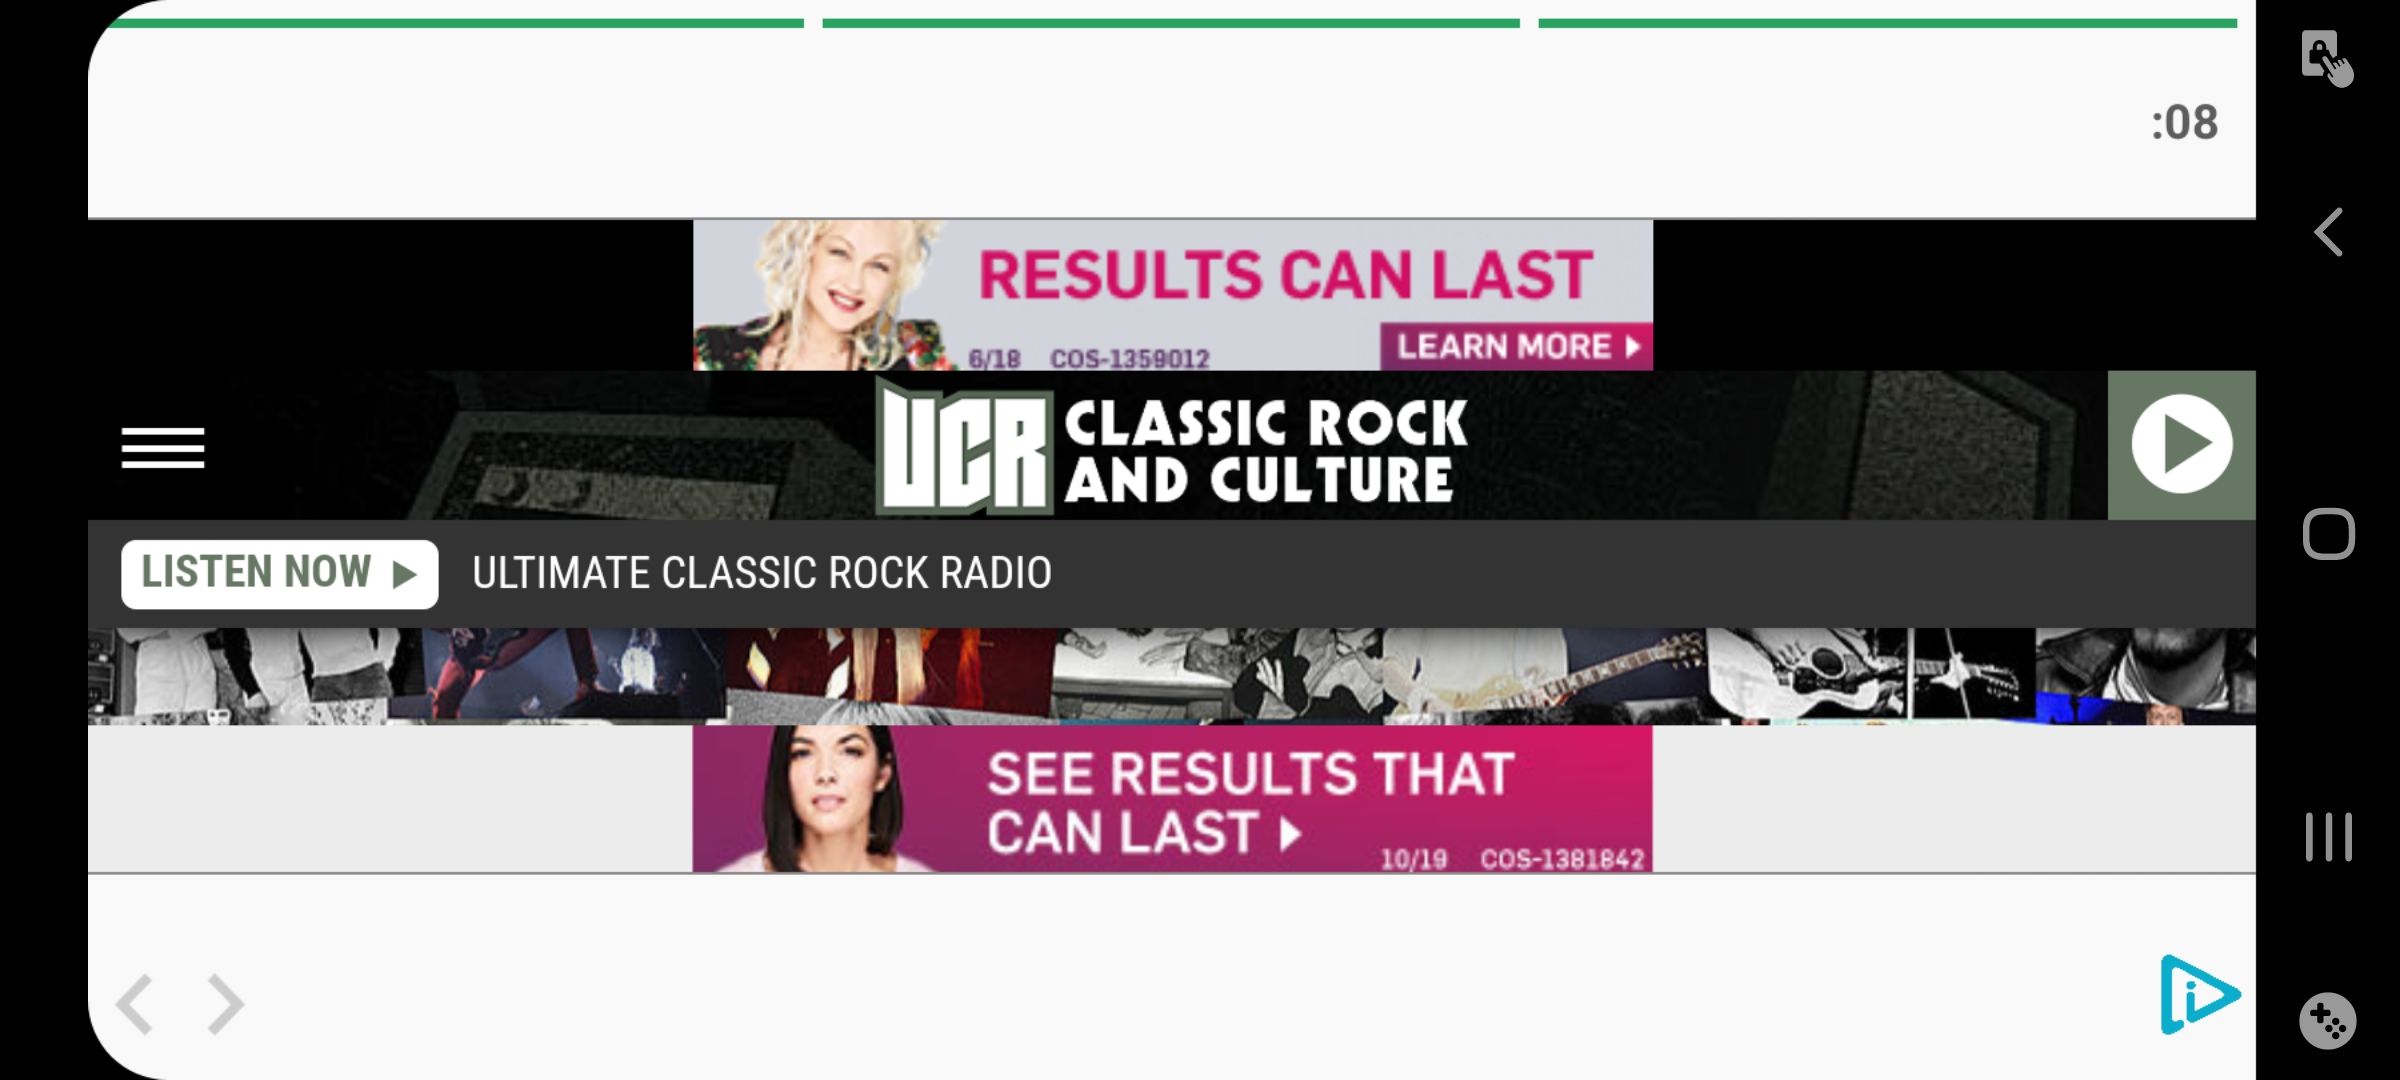 :08
RESULTS CAN LAST
LEARN MORE
6/18 COS-1359012
UCR CLASSIC ROCK
AND CULTURE
LISTEN NOW
ULTIMATE CLASSIC ROCK RADIO
SEE RESULTS THAT
CAN LAST
10/19 COS-1381842